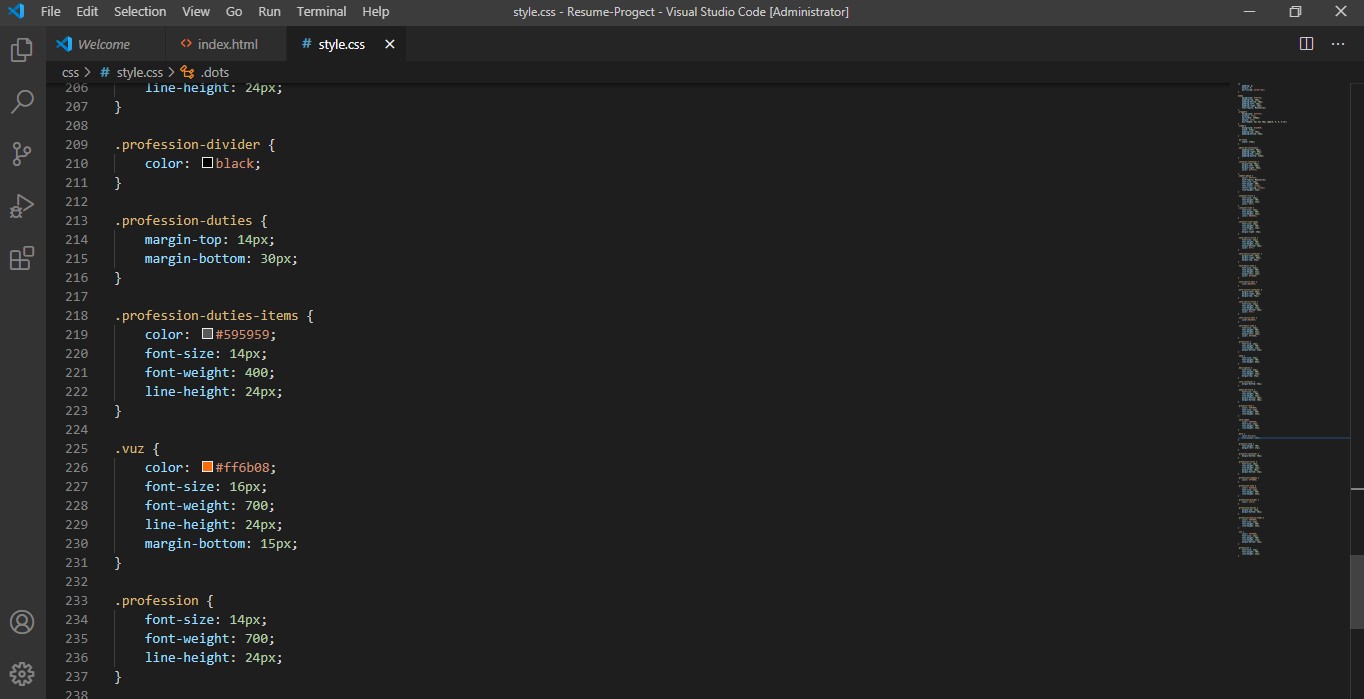 File Edit Selection View Go Run Terminal Help style.css - Resume-Progect - Visual Studio Code [Administrator]
Welcome <> index.html # style.css ×
css > # style.css > .dots
206 line-height: 24px;
207 }
208
209 .profession-divider {
210 color: black;
211 }
212
213 .profession-duties {
214 margin-top: 14px;
215 margin-bottom: 30px;
216 }
217
218 .profession-duties-items {
219 color: #595959;
220 font-size: 14px;
221 font-weight: 400;
222 line-height: 24px;
223 }
224
225 .vuz {
226 color: #ff6b08;
227 font-size: 16px;
228 font-weight: 700;
229 line-height: 24px;
230 margin-bottom: 15px;
231 }
232
233 .profession {
234 font-size: 14px;
235 font-weight: 700;
236 line-height: 24px;
237 }
238